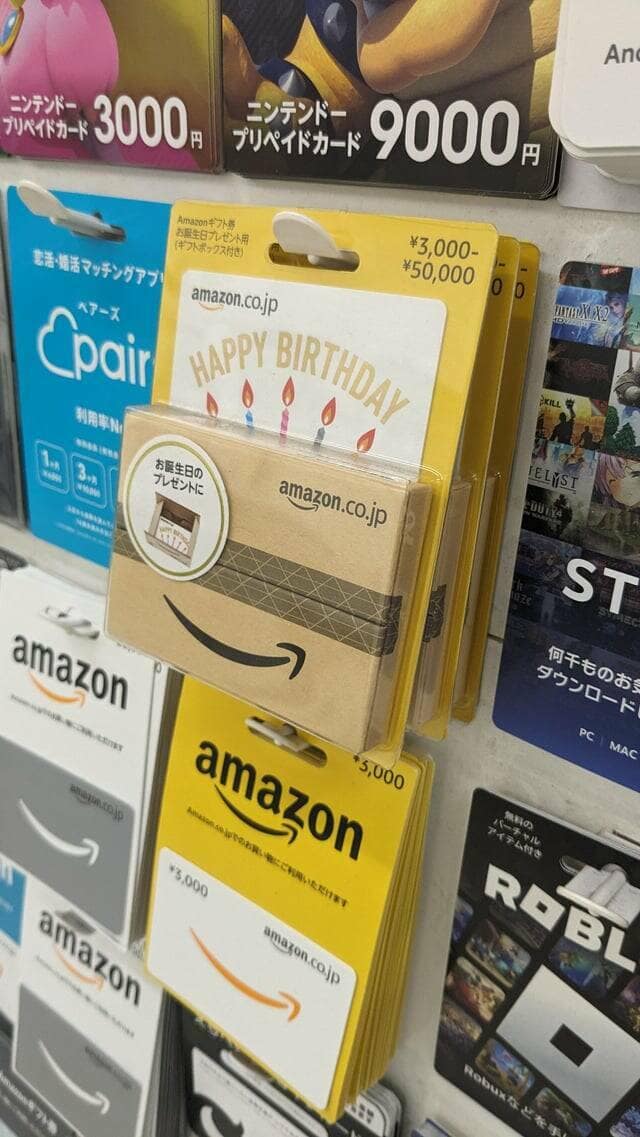 ニンテンドー
プリペイドカード 3000円
ニンテンドー
プリペイドカード 9000円
恋活・婚活マッチングアプ
ペアーズ
pair
利用率N
1ヶ月
3ヶ月
Amazonギフト券
お誕生日プレゼント用
(ギフトボックス付き)
¥3,000-
¥50,000
amazon.co.jp
HAPPY BIRTHDAY
お誕生日の
プレゼントに
amazon.co.jp
KILL
ST
何千ものお
ダウンロード
PC | MAC
amazon
amazon.co.jp
amazon
¥3,000
Amazon.co.jpでのお買い物にご利用いただけます
¥3,000
amazon.co.jp
amazon
無料の
バーチャル
アイテム付き
ROBL
Robuxなどを手